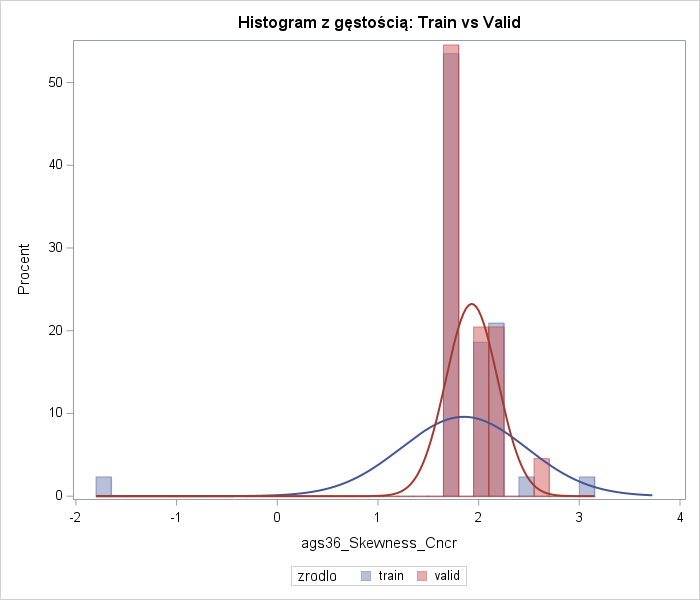 Histogram z gęstością: Train vs Valid
Procent
50
40
30
20
10
0
-2 -1 0 1 2 3 4
ags36_Skewness_Cncr
zrodlo train valid